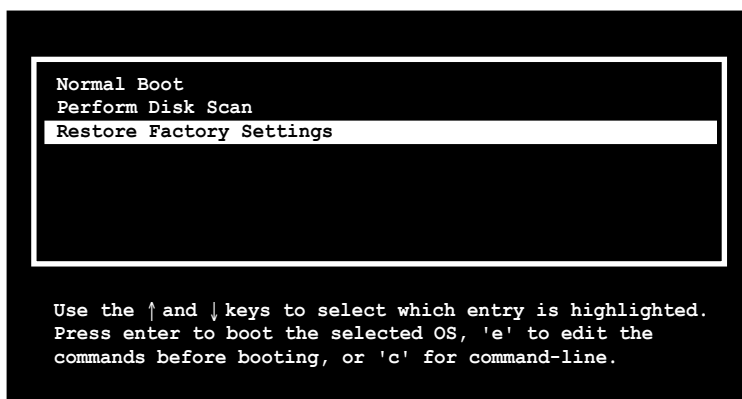 Normal Boot
Perform Disk Scan
Restore Factory Settings
Use the ↑ and ↓ keys to select which entry is highlighted.
Press enter to boot the selected OS, 'e' to edit the
commands before booting, or 'c' for command-line.